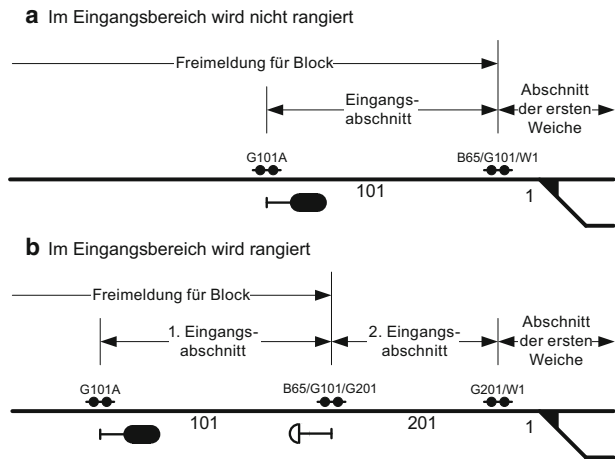 a Im Eingangsbereich wird nicht rangiert
Freimeldung für Block
Eingangs-
abschnitt
Abschnitt
der ersten
Weiche
G101A
B65/G101/W1
101
1
b Im Eingangsbereich wird rangiert
Freimeldung für Block
1. Eingangs-
abschnitt
2. Eingangs-
abschnitt
Abschnitt
der ersten
Weiche
G101A
B65/G101/G201
G201/W1
101
201
1